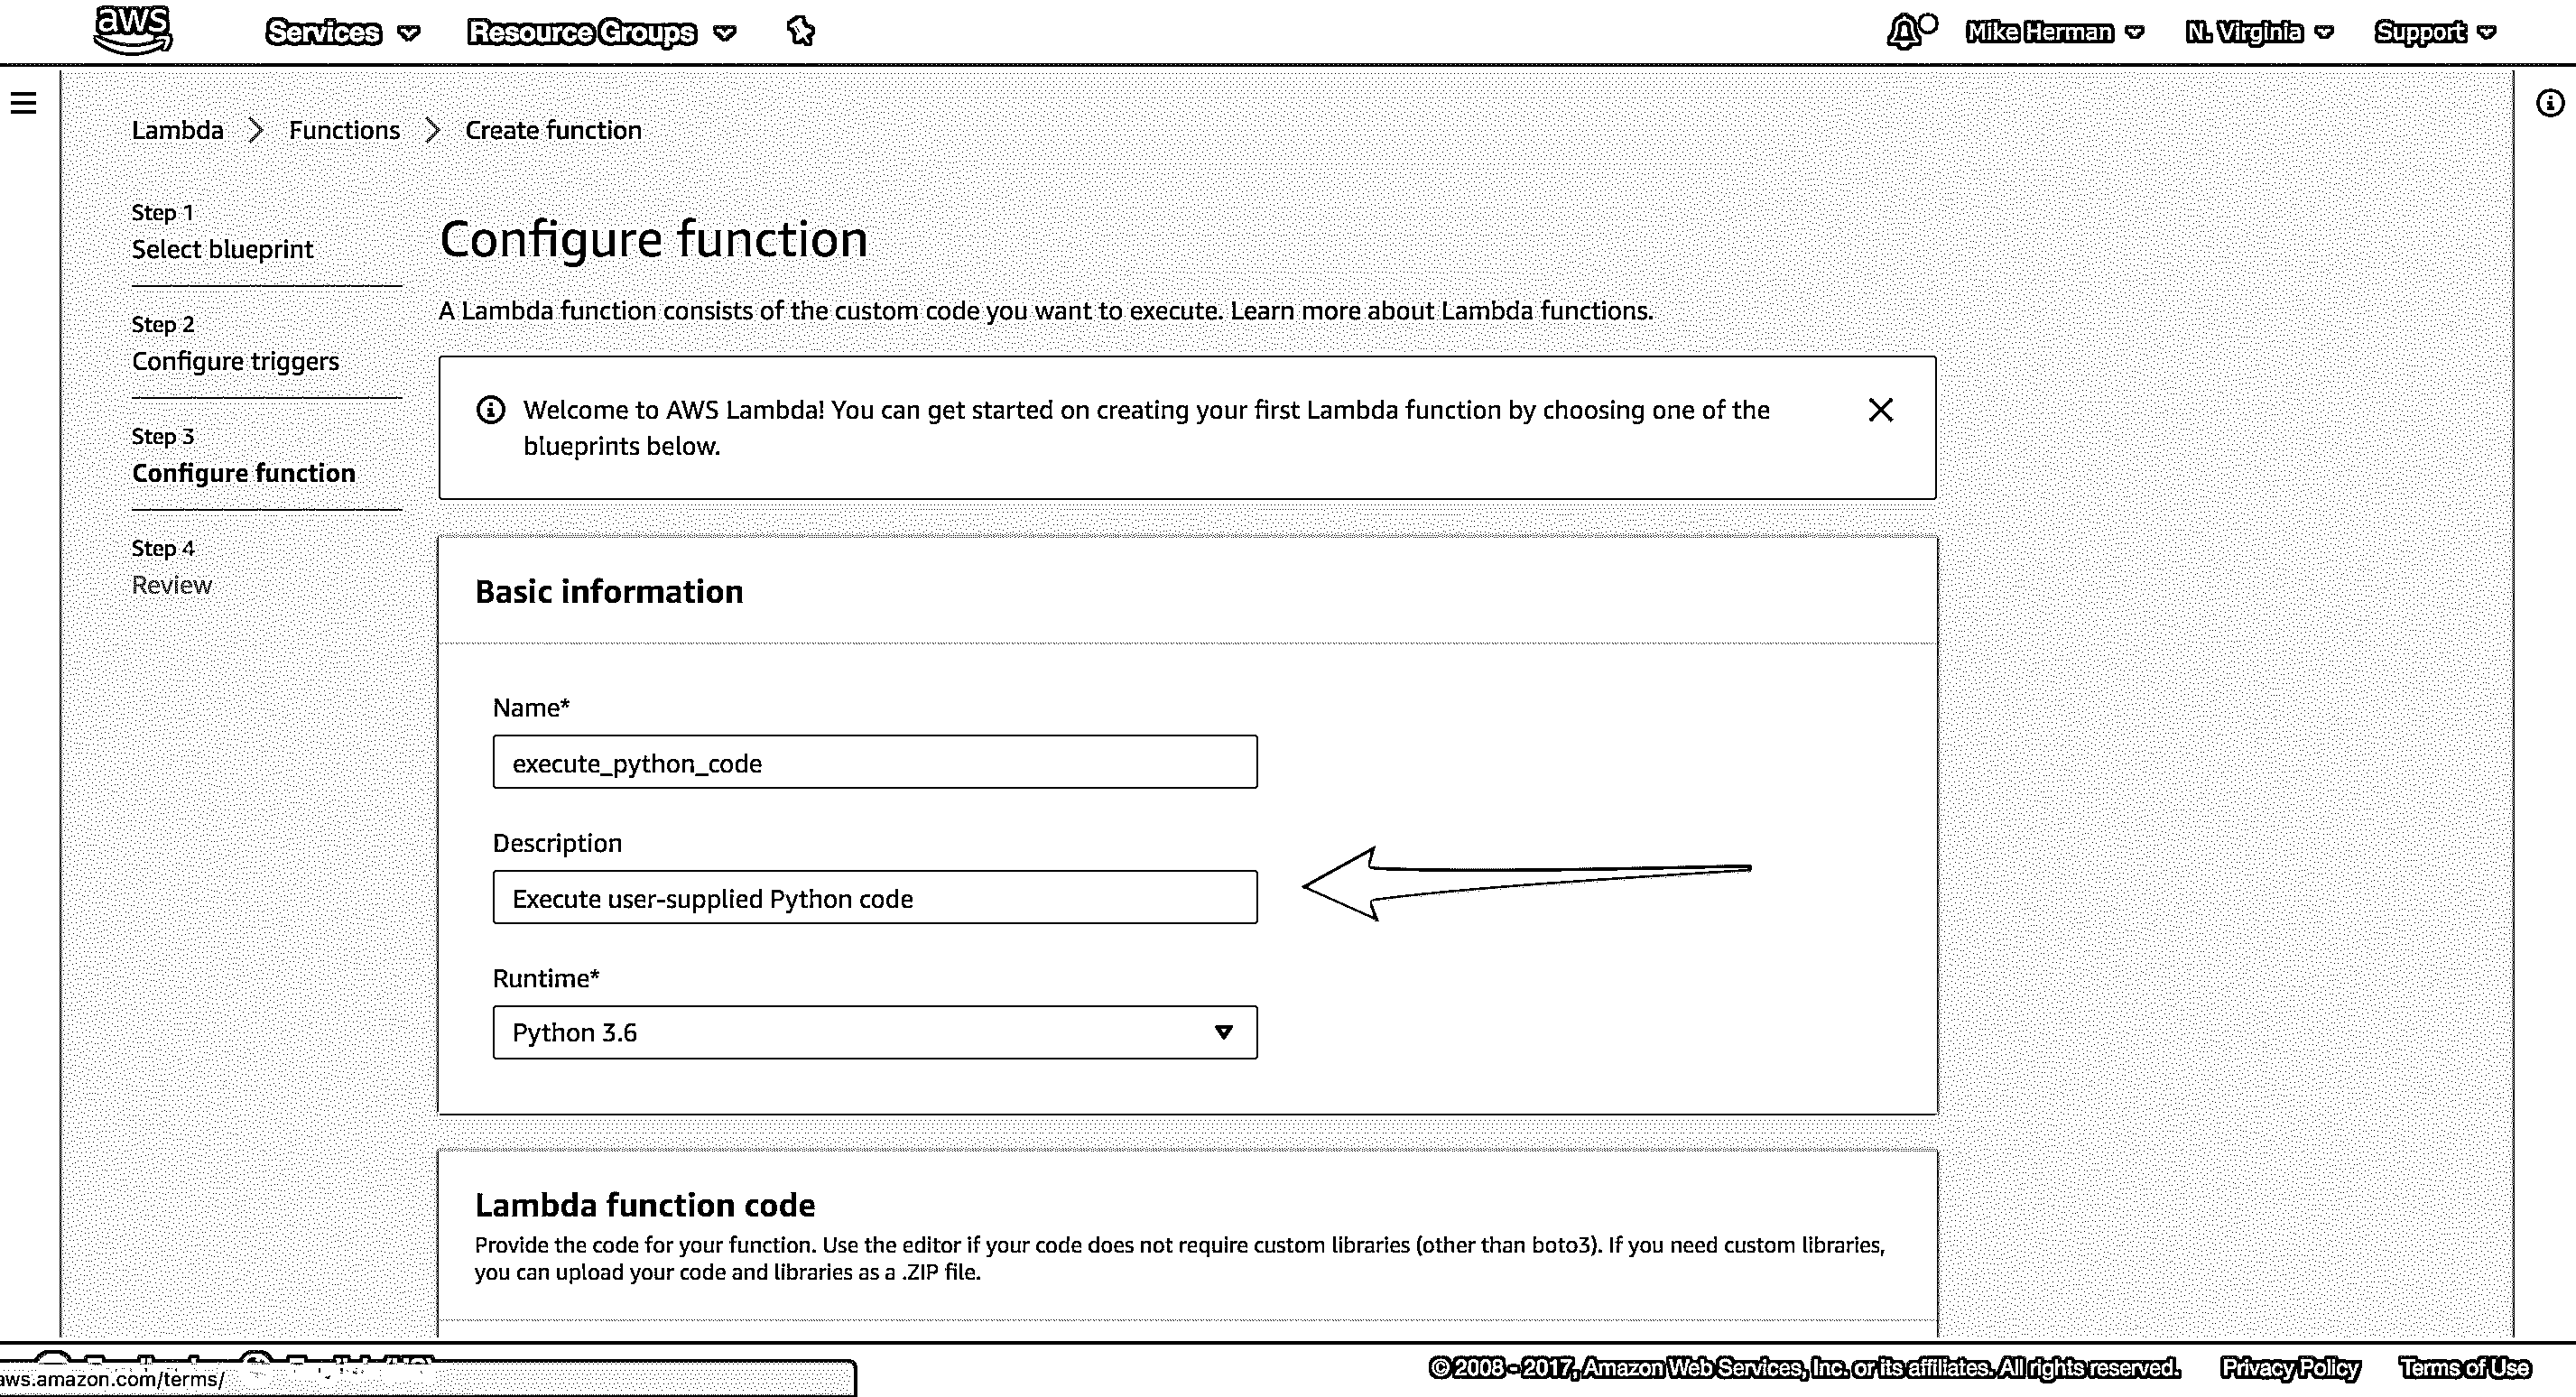 aws Services Resource Groups Mike Herman N. Virginia Support
Lambda Functions Create function
Step 1
Select blueprint
Step 2
Configure triggers
Step 3
Configure function
Step 4
Review
Configure function
A Lambda function consists of the custom code you want to execute. Learn more about Lambda functions.
Welcome to AWS Lambda! You can get started on creating your first Lambda function by choosing one of the
blueprints below.
Basic information
Name*
execute_python_code
Description
Execute user-supplied Python code
Runtime*
Python 3.6
Lambda function code
Provide the code for your function. Use the editor if your code does not require custom libraries (other than boto3). If you need custom libraries,
you can upload your code and libraries as a .ZIP file.
aws.amazon.com/terms/
© 2008 - 2017, Amazon Web Services, Inc. or its affiliates. All rights reserved. Privacy Policy Terms of Use